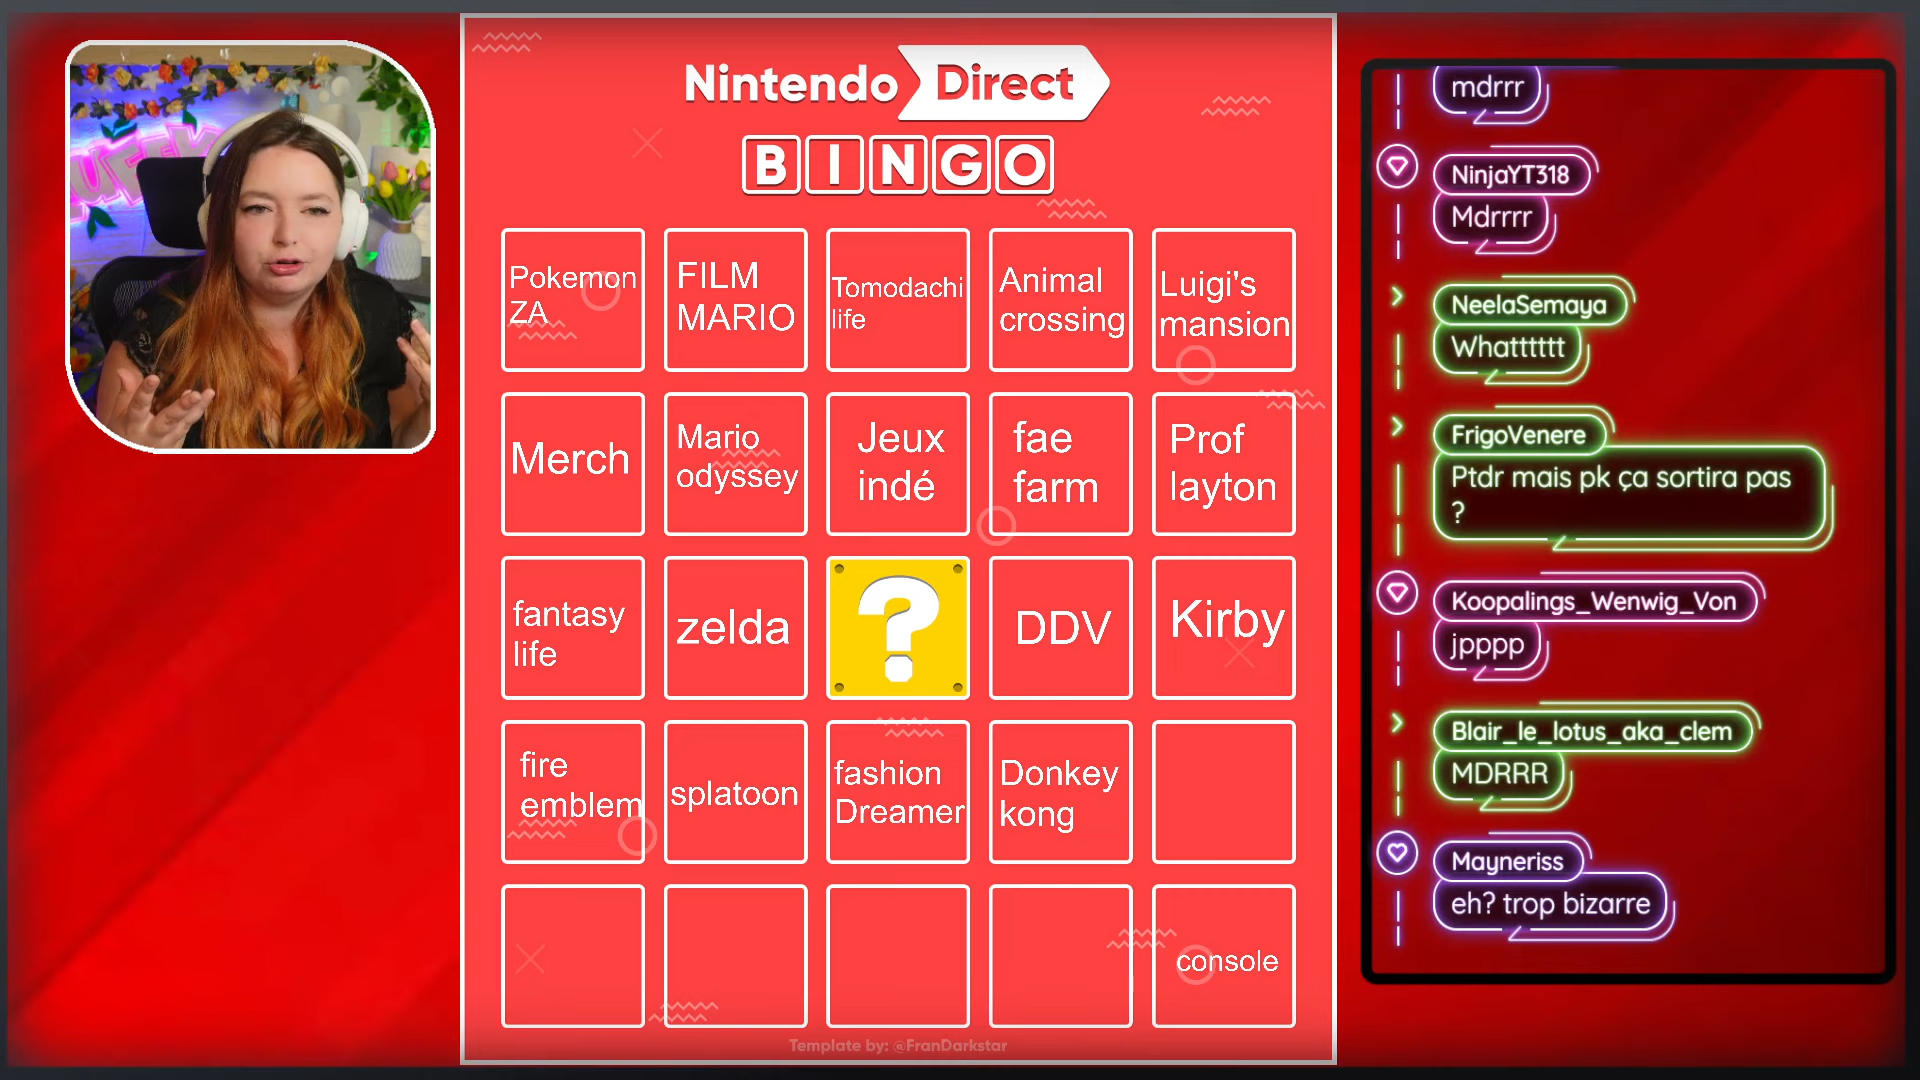 Nintendo Direct
BINGO
Pokemon
ZA
FILM
MARIO
Tomodachi
life
Animal
crossing
Luigi's
mansion
Merch
Mario
odyssey
Jeux
indé
fae
farm
Prof
layton
fantasy
life
zelda
?
DDV
Kirby
fire
emblem
splatoon
fashion
Dreamer
Donkey
kong
console
Template by: @FranDarkstar
mdrrr
NinjaYT318
Mdrrrr
NeelaSemaya
Whatttttt
FrigoVenere
Ptdr mais pk ça sortira pas
?
Koopalings_Wenwig_Von
jpppp
Blair_le_lotus_aka_clem
MDRRR
Mayneriss
eh? trop bizarre